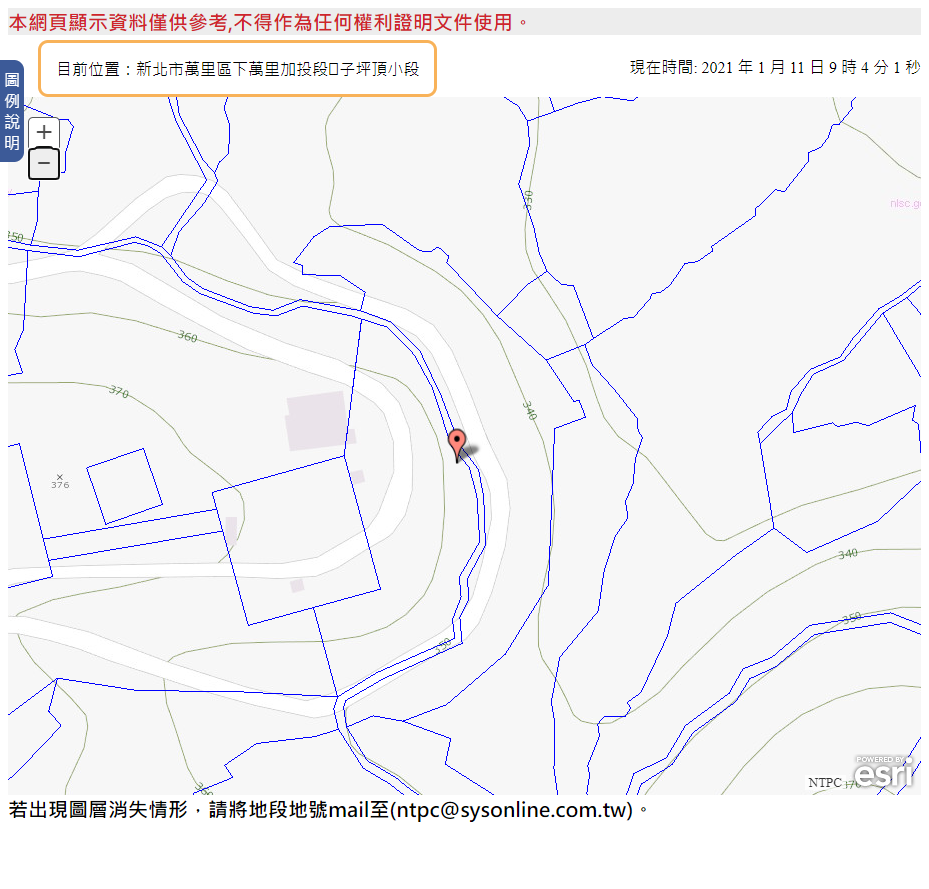 本網頁顯示資料僅供參考,不得作為任何權利證明文件使用。
目前位置：新北市萬里區下萬里加投段▯子坪頂小段
現在時間: 2021 年 1 月 11 日 9 時 4 分 1 秒
圖例說明
+
−
350
350
nlsc.go
360
370
340
376
340
350
350
NTPC
POWERED BY
esri
若出現圖層消失情形，請將地段地號mail至(ntpc@sysonline.com.tw)。